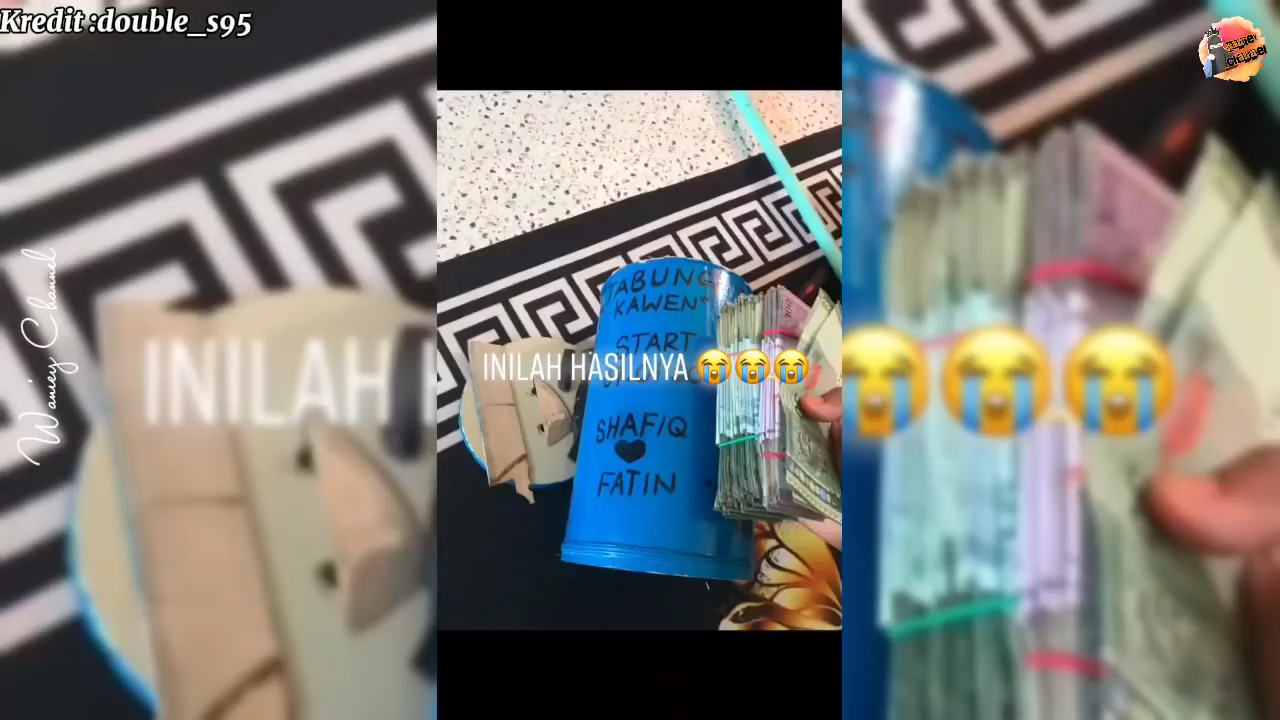 Kredit :double_s95
Waniey Channel
TABUNG
KAWEN
START
INILAH HASILNYA 😭😭😭
SHAFIQ
FATIN
INILAH H